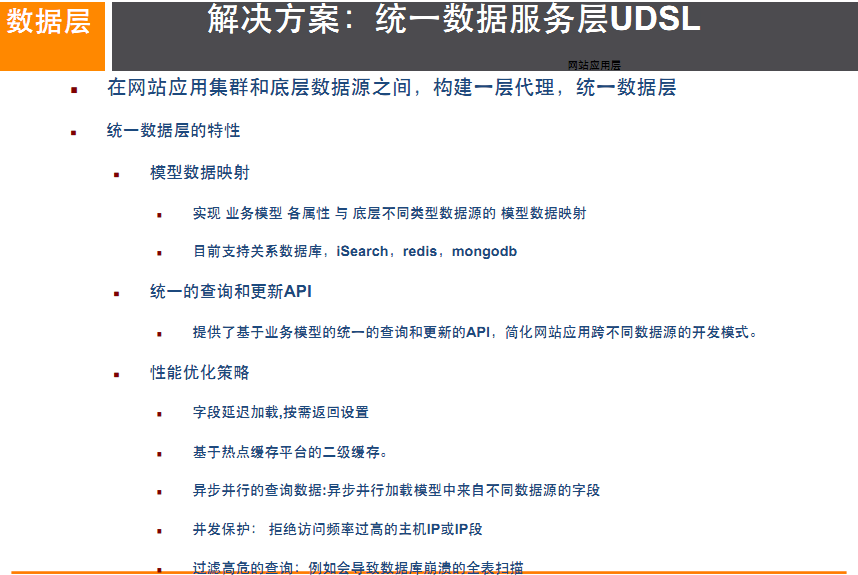 数据层
解决方案：统一数据服务层UDSL
网站应用层
在网站应用集群和底层数据源之间，构建一层代理，统一数据层
统一数据层的特性
模型数据映射
实现 业务模型 各属性 与 底层不同类型数据源的 模型数据映射
目前支持关系数据库，iSearch，redis，mongodb
统一的查询和更新API
提供了基于业务模型的统一的查询和更新的API，简化网站应用跨不同数据源的开发模式。
性能优化策略
字段延迟加载,按需返回设置
基于热点缓存平台的二级缓存。
异步并行的查询数据:异步并行加载模型中来自不同数据源的字段
并发保护： 拒绝访问频率过高的主机IP或IP段
过滤高危的查询：例如会导致数据库崩溃的全表扫描